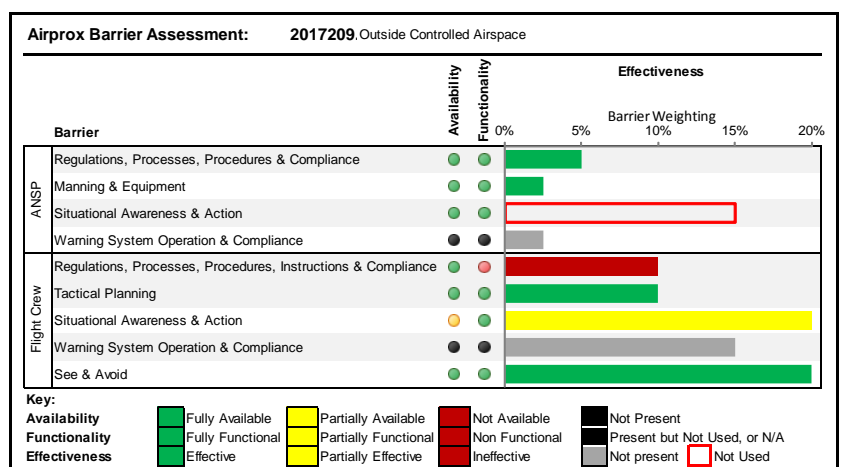 Airprox Barrier Assessment: 2017209. Outside Controlled Airspace
Availability
Functionality
Effectiveness
Barrier Weighting
Barrier
0% 5% 10% 15% 20%
ANSP
Regulations, Processes, Procedures & Compliance
Manning & Equipment
Situational Awareness & Action
Warning System Operation & Compliance
Flight Crew
Regulations, Processes, Procedures, Instructions & Compliance
Tactical Planning
Situational Awareness & Action
Warning System Operation & Compliance
See & Avoid
Key:
Availability Fully Available Partially Available Not Available Not Present
Functionality Fully Functional Partially Functional Non Functional Present but Not Used, or N/A
Effectiveness Effective Partially Effective Ineffective Not present Not Used